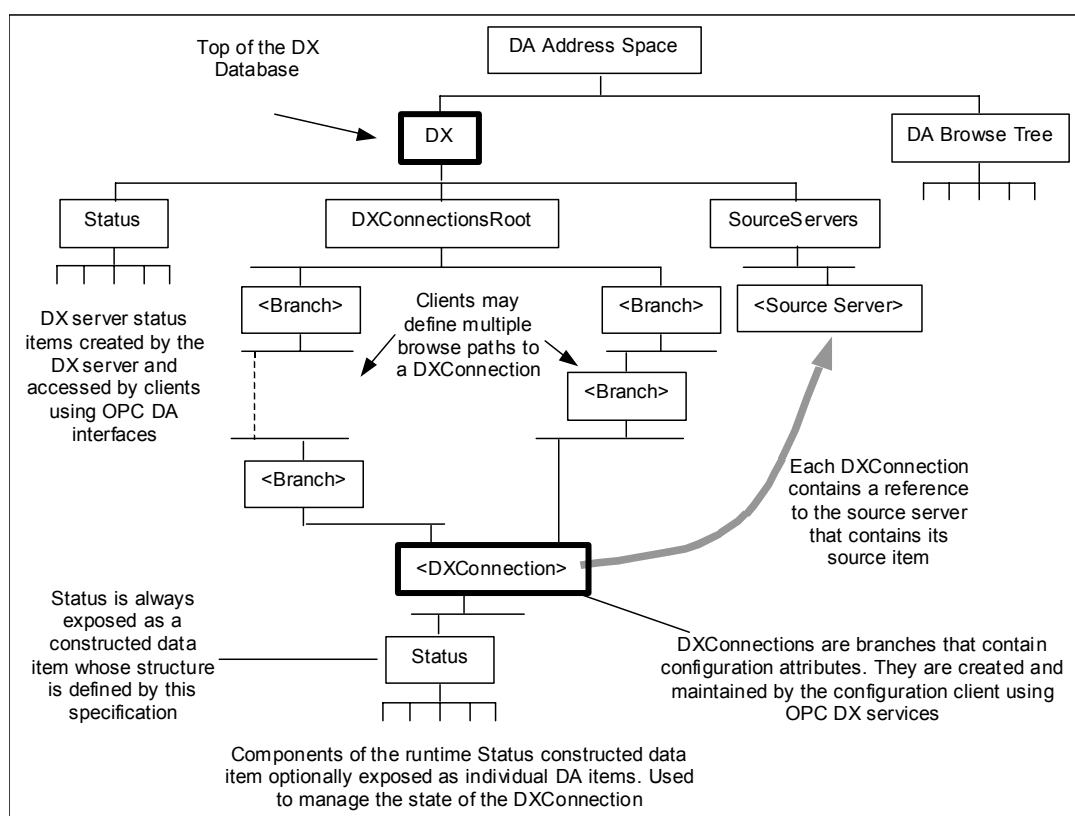 DA Address Space
Top of the DX
Database
DX
DA Browse Tree
Status
DXConnectionsRoot
SourceServers
<Branch>
Clients may
define multiple
browse paths to
a DXConnection
<Branch>
<Source Server>
DX server status
items created by the
DX server and
accessed by clients
using OPC DA
interfaces
<Branch>
<Branch>
Each DXConnection
contains a reference
to the source server
that contains its
source item
<DXConnection>
Status is always
exposed as a
constructed data
item whose structure
is defined by this
specification
Status
DXConnections are branches that contain
configuration attributes. They are created and
maintained by the configuration client using
OPC DX services
Components of the runtime Status constructed data
item optionally exposed as individual DA items. Used
to manage the state of the DXConnection